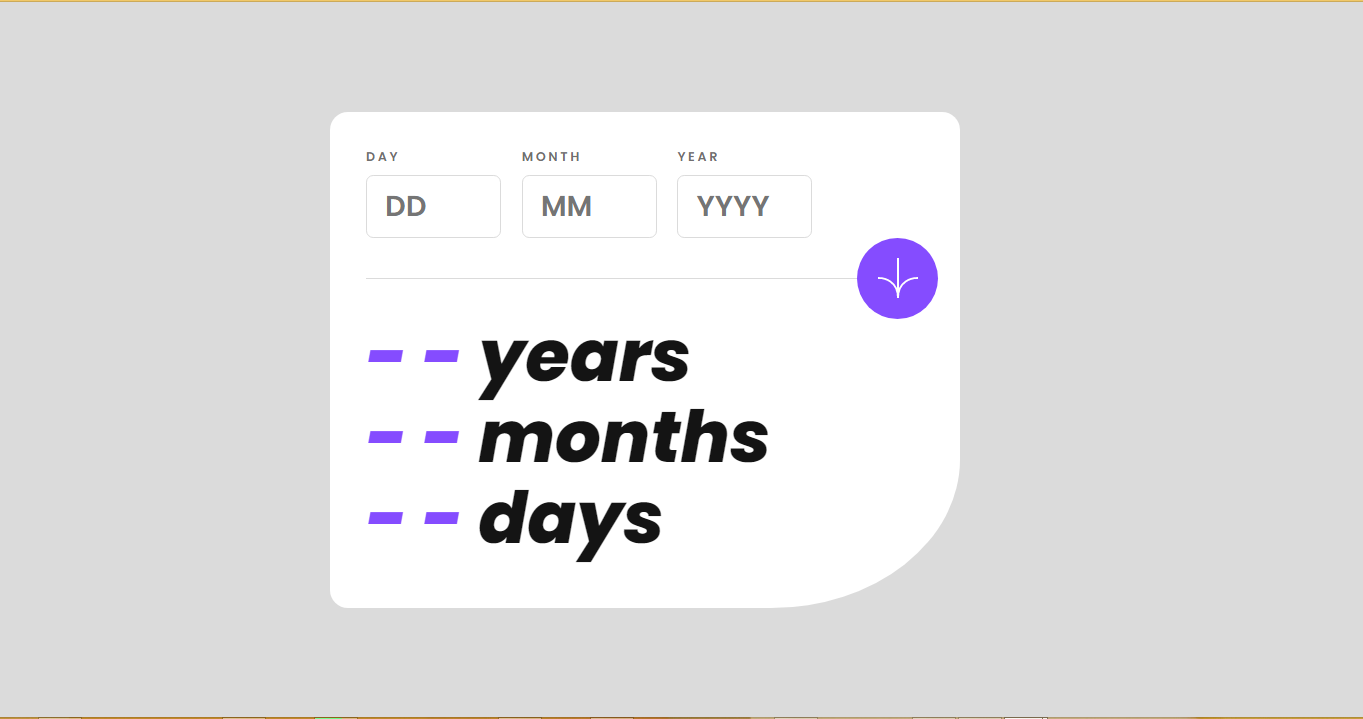 DAY MONTH YEAR
DD MM YYYY
- - years
- - months
- - days